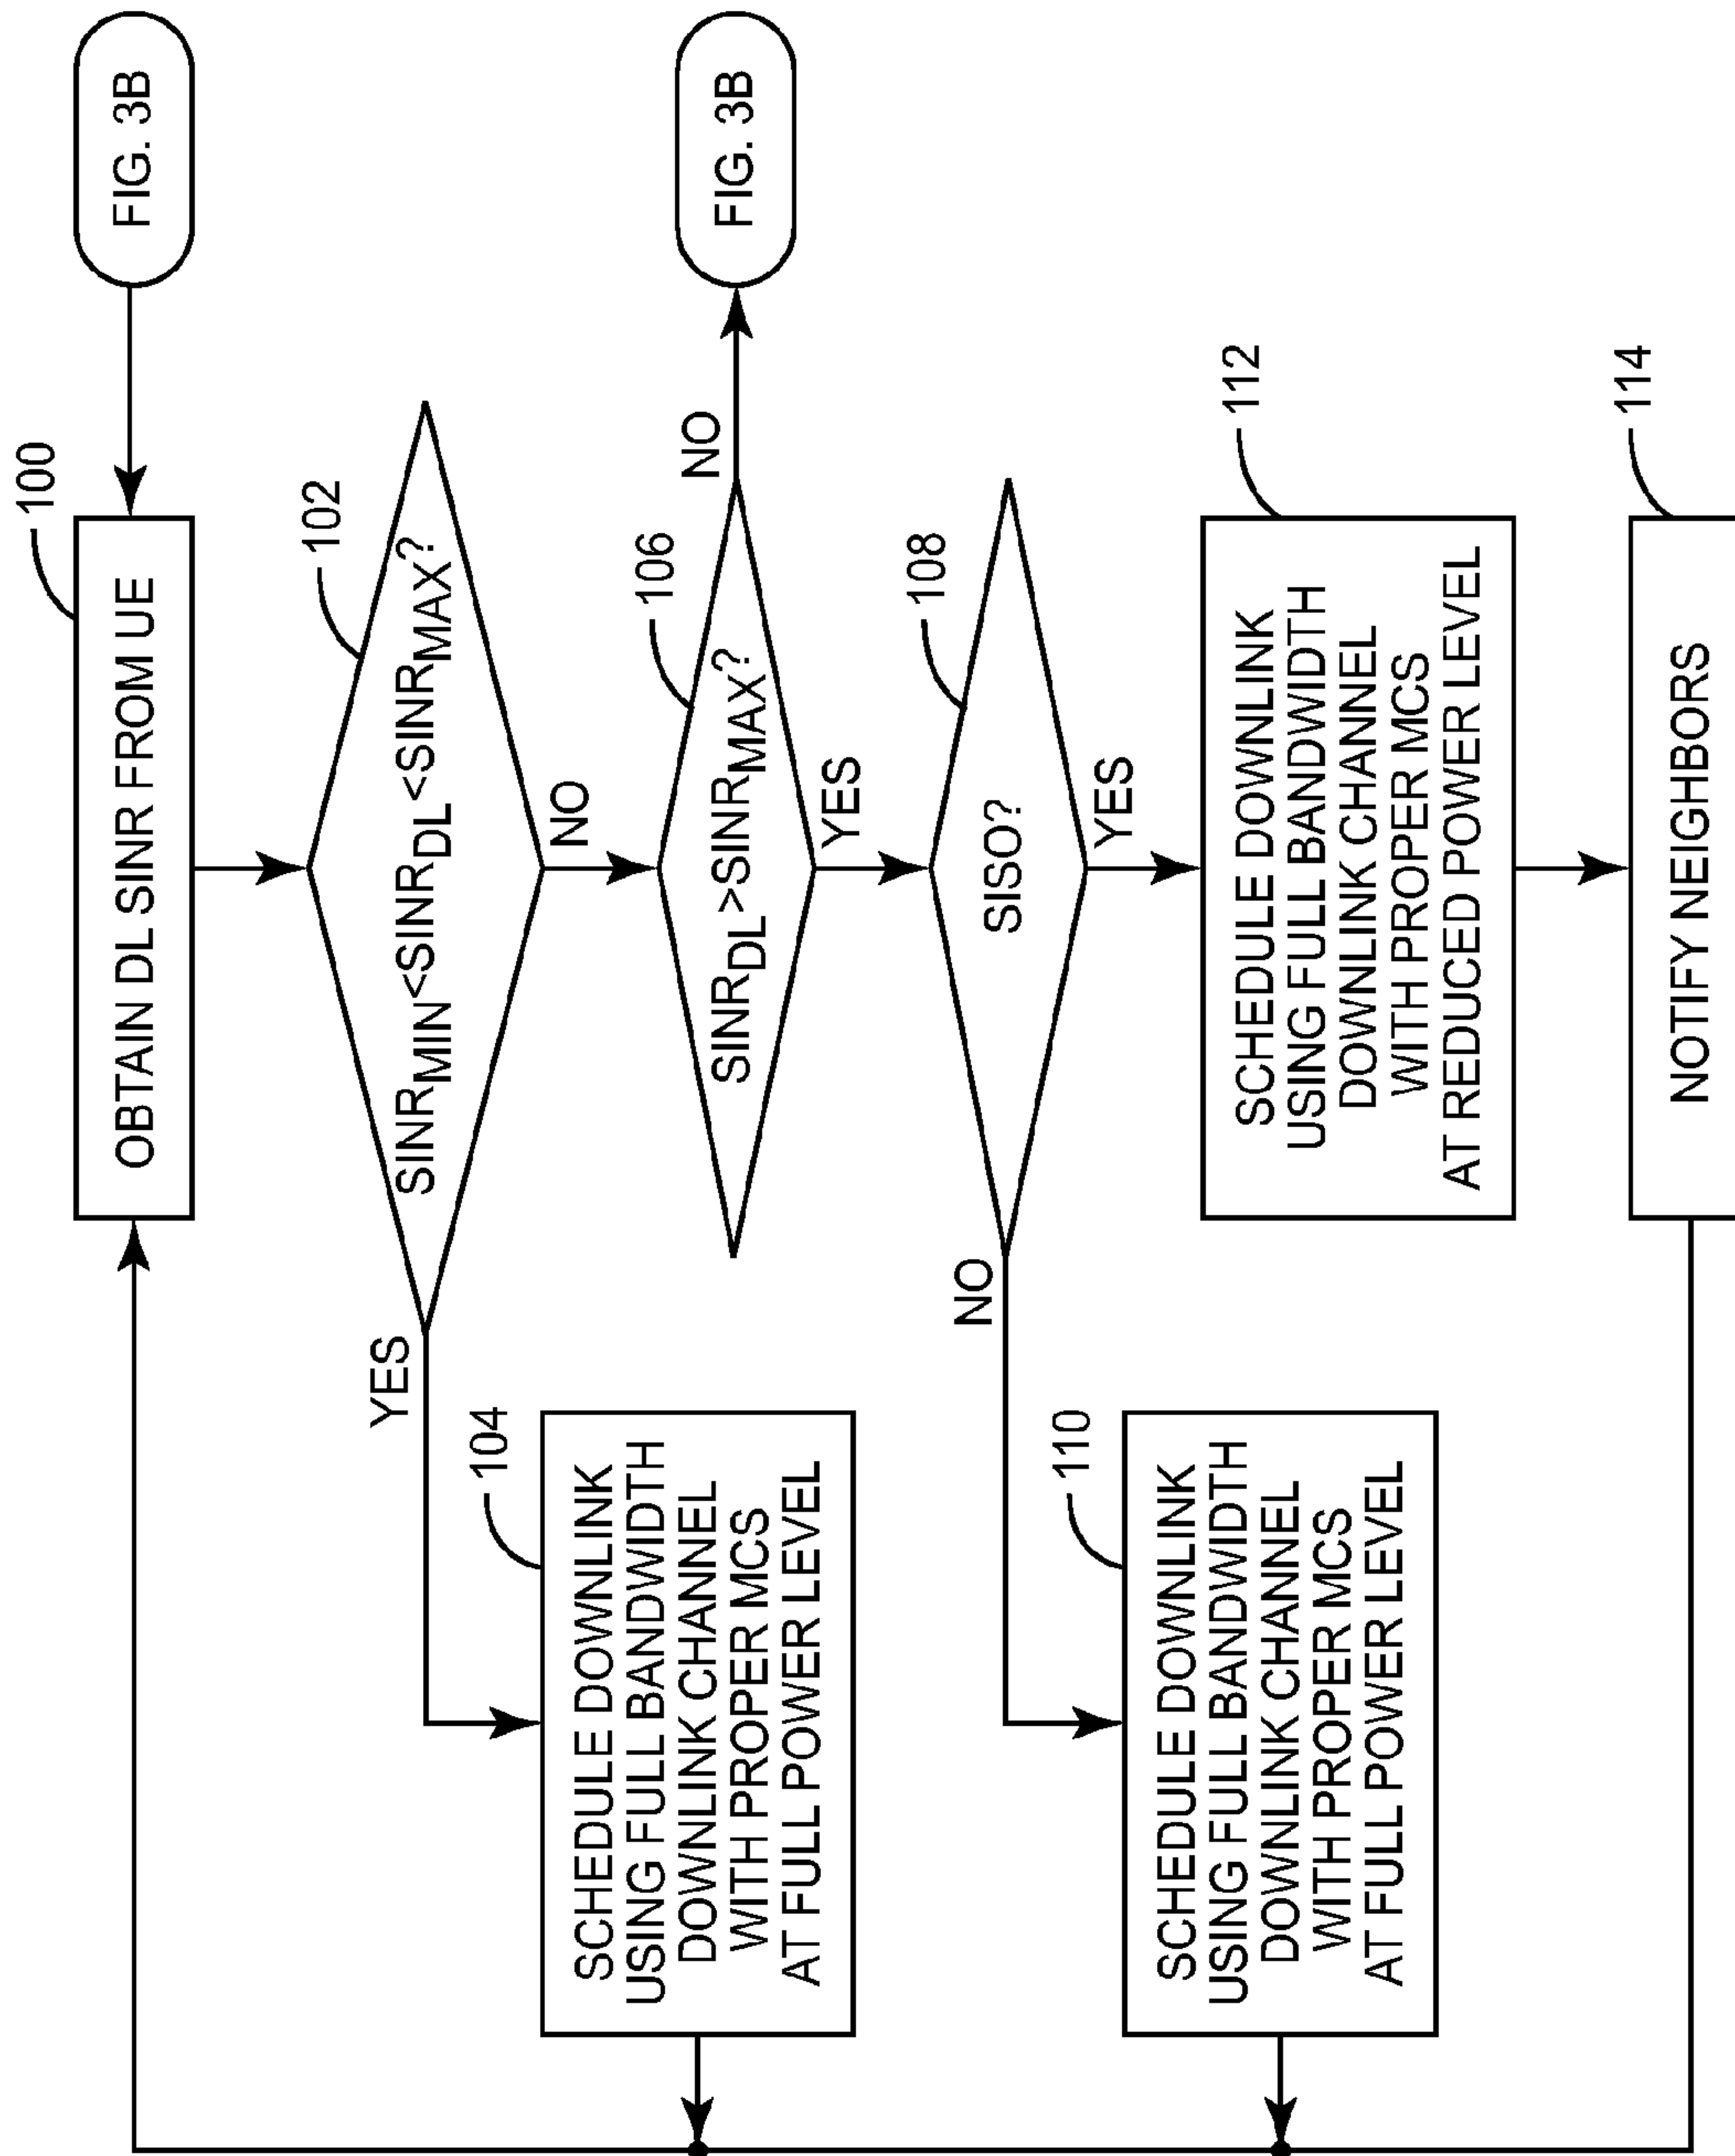 FIG. 3B
100
OBTAIN DL SINR FROM UE
102
SINRMIN<SINRDL<SINRMAX?
YES
NO
104
SCHEDULE DOWNLINK
USING FULL BANDWIDTH
DOWNLINK CHANNEL
WITH PROPER MCS
AT FULL POWER LEVEL
106
SINRDL>SINRMAX?
NO
FIG. 3B
YES
108
SISO?
NO
YES
110
SCHEDULE DOWNLINK
USING FULL BANDWIDTH
DOWNLINK CHANNEL
WITH PROPER MCS
AT FULL POWER LEVEL
112
SCHEDULE DOWNLINK
USING FULL BANDWIDTH
DOWNLINK CHANNEL
WITH PROPER MCS
AT REDUCED POWER LEVEL
114
NOTIFY NEIGHBORS